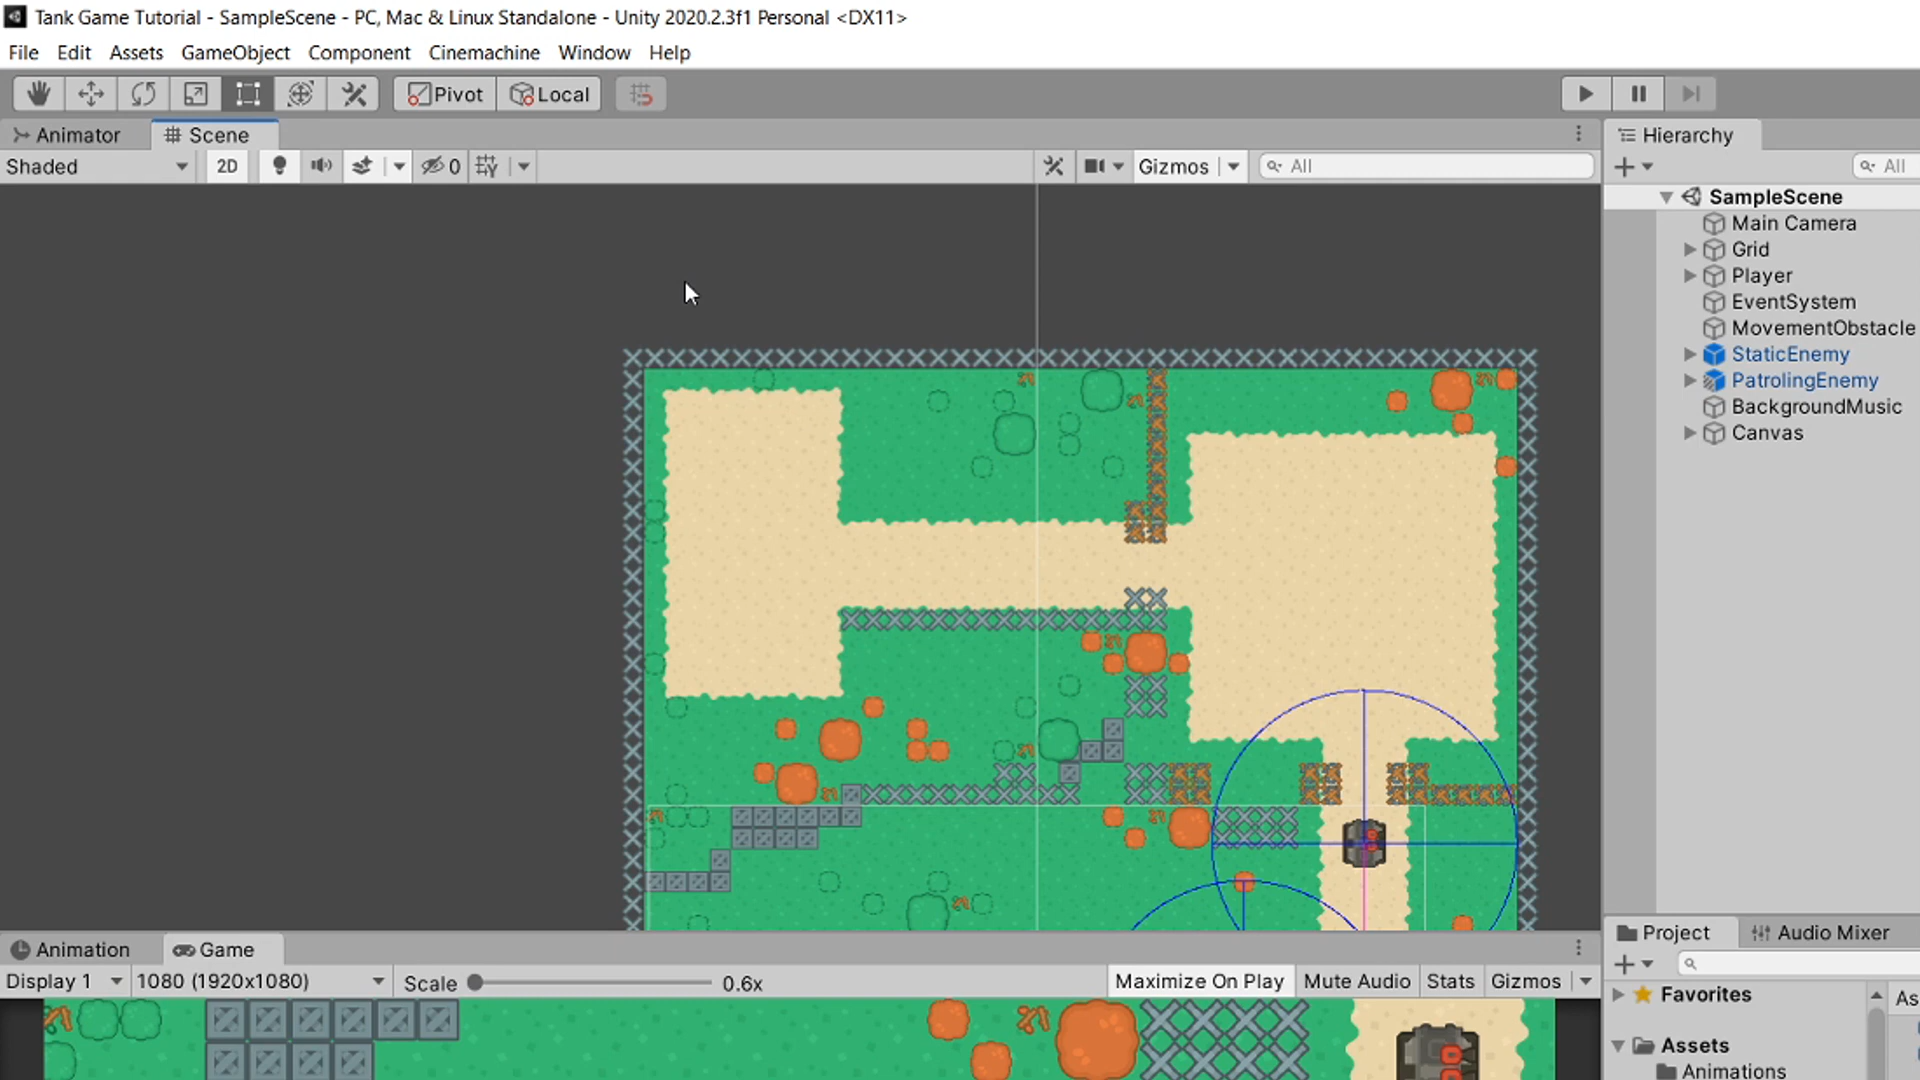 Tank Game Tutorial - SampleScene - PC, Mac & Linux Standalone - Unity 2020.2.3f1 Personal <DX11>
File Edit Assets GameObject Component Cinemachine Window Help
Pivot Local
Animator Scene
Hierarchy
Shaded 2D 0 Gizmos All
All
SampleScene
Main Camera
Grid
Player
EventSystem
MovementObstacle
StaticEnemy
PatrolingEnemy
BackgroundMusic
Canvas
Animation Game
Display 1 1080 (1920x1080) Scale 0.6x Maximize On Play Mute Audio Stats Gizmos
Project Audio Mixer
Favorites
As
Assets
Animations